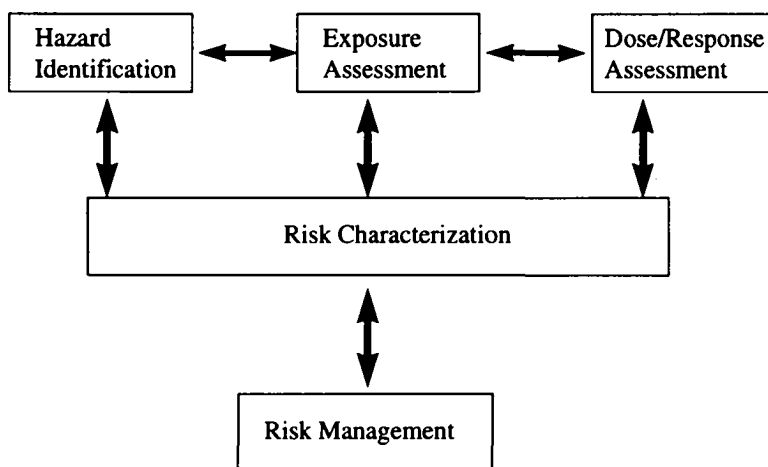 Hazard
Identification
Exposure
Assessment
Dose/Response
Assessment
Risk Characterization
Risk Management